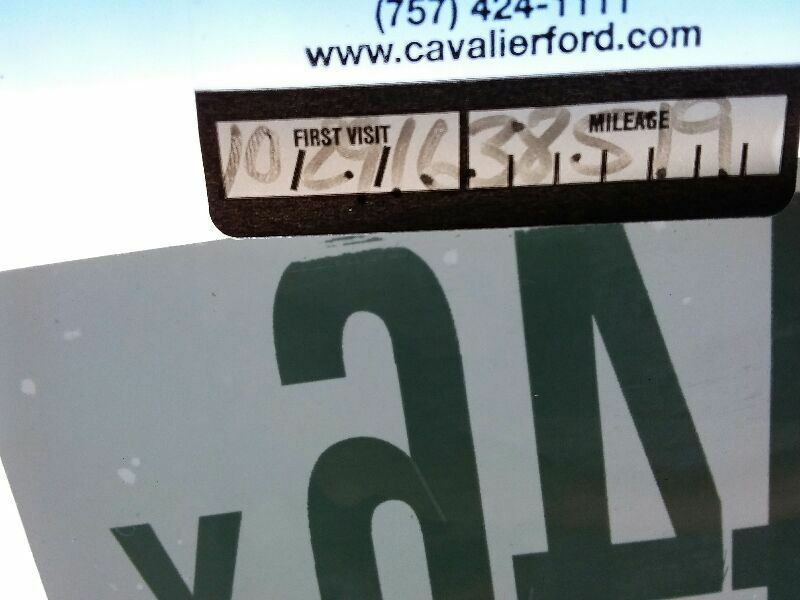 (757) 424-1111
www.cavalierford.com
FIRST VISIT MILEAGE
10/29/16 38519